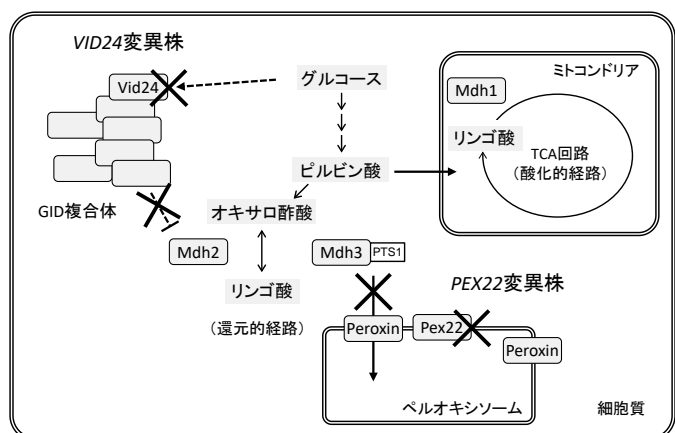 VID24変異株
Vid24
グルコース
ピルビン酸
オキサロ酢酸
GID複合体
Mdh2
リンゴ酸
(還元的経路)
Mdh3
PTS1
ミトコンドリア
Mdh1
リンゴ酸
TCA回路
(酸化的経路)
PEX22変異株
Peroxin
Pex22
Peroxin
ペルオキシソーム
細胞質